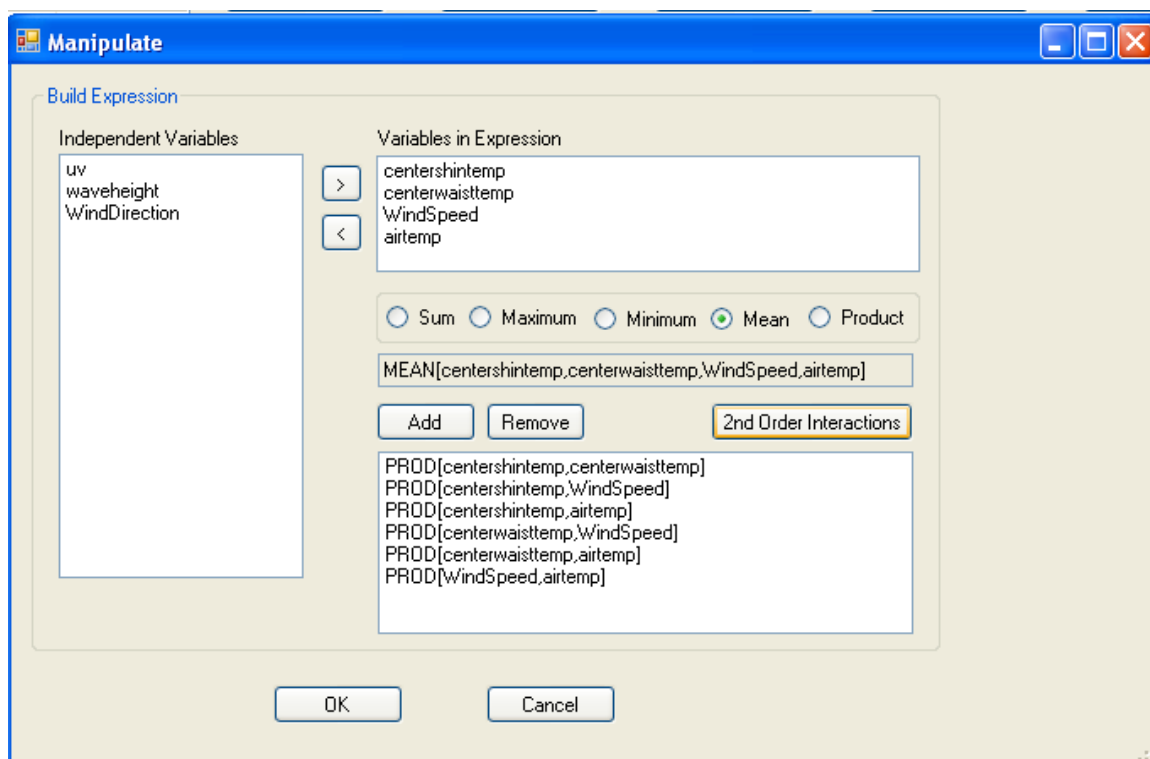 Manipulate
Build Expression
Independent Variables
uv
waveheight
WindDirection
>
<
Variables in Expression
centershintemp
centerwaisttemp
WindSpeed
airtemp
Sum Maximum Minimum Mean Product
MEAN[centershintemp,centerwaisttemp,WindSpeed,airtemp]
Add Remove 2nd Order Interactions
PROD[centershintemp,centerwaisttemp]
PROD[centershintemp,WindSpeed]
PROD[centershintemp,airtemp]
PROD[centerwaisttemp,WindSpeed]
PROD[centerwaisttemp,airtemp]
PROD[WindSpeed,airtemp]
OK Cancel